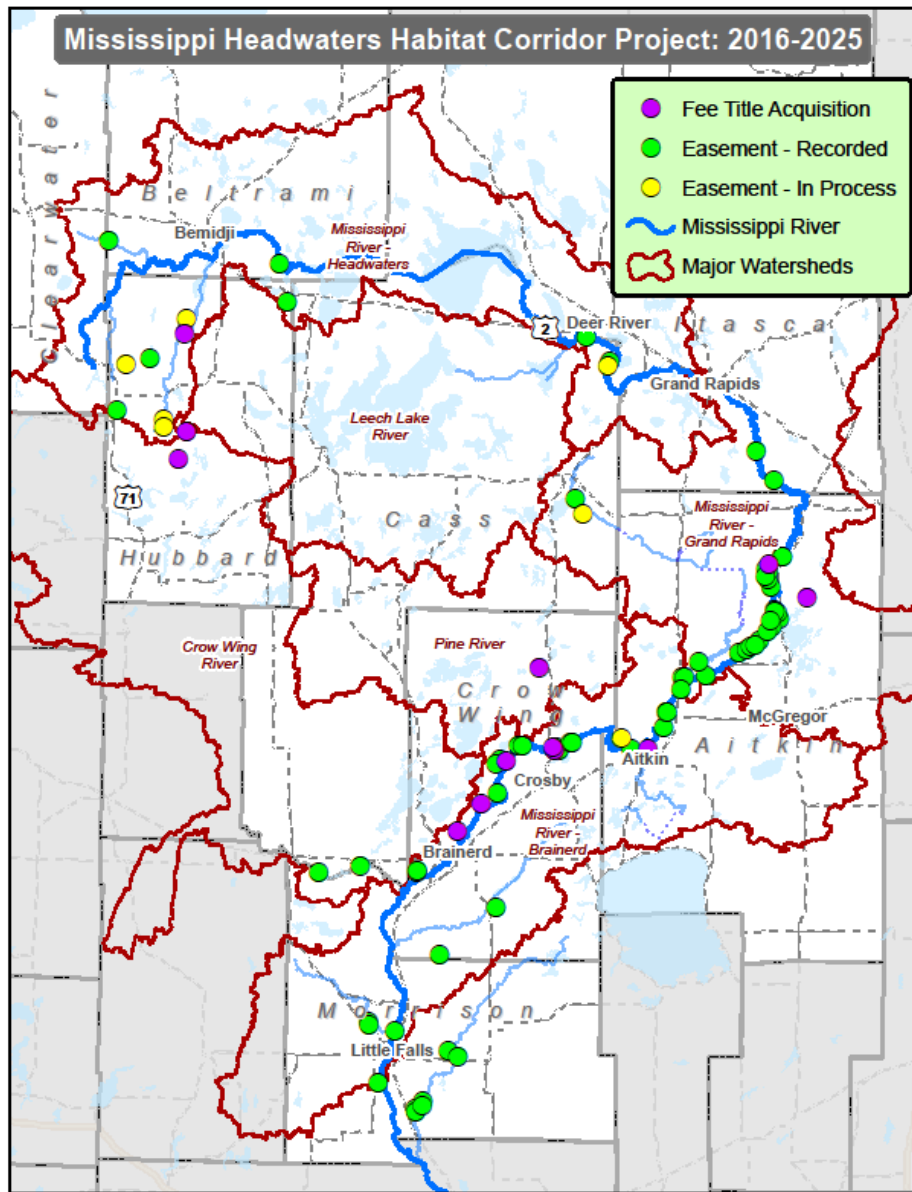 Mississippi Headwaters Habitat Corridor Project: 2016-2025
Fee Title Acquisition
Easement - Recorded
Easement - In Process
Mississippi River
Major Watersheds
Clearwater
Beltrami
Bemidji
Mississippi
River -
Headwaters
2
Deer River
Itasca
Grand Rapids
Leech Lake
River
71
Cass
Mississippi
River -
Grand Rapids
Hubbard
Crow Wing
River
Pine River
Crow
Wing
McGregor
Aitkin
Aitkin
Crosby
Mississippi
River -
Brainerd
Brainerd
Morrison
Little Falls